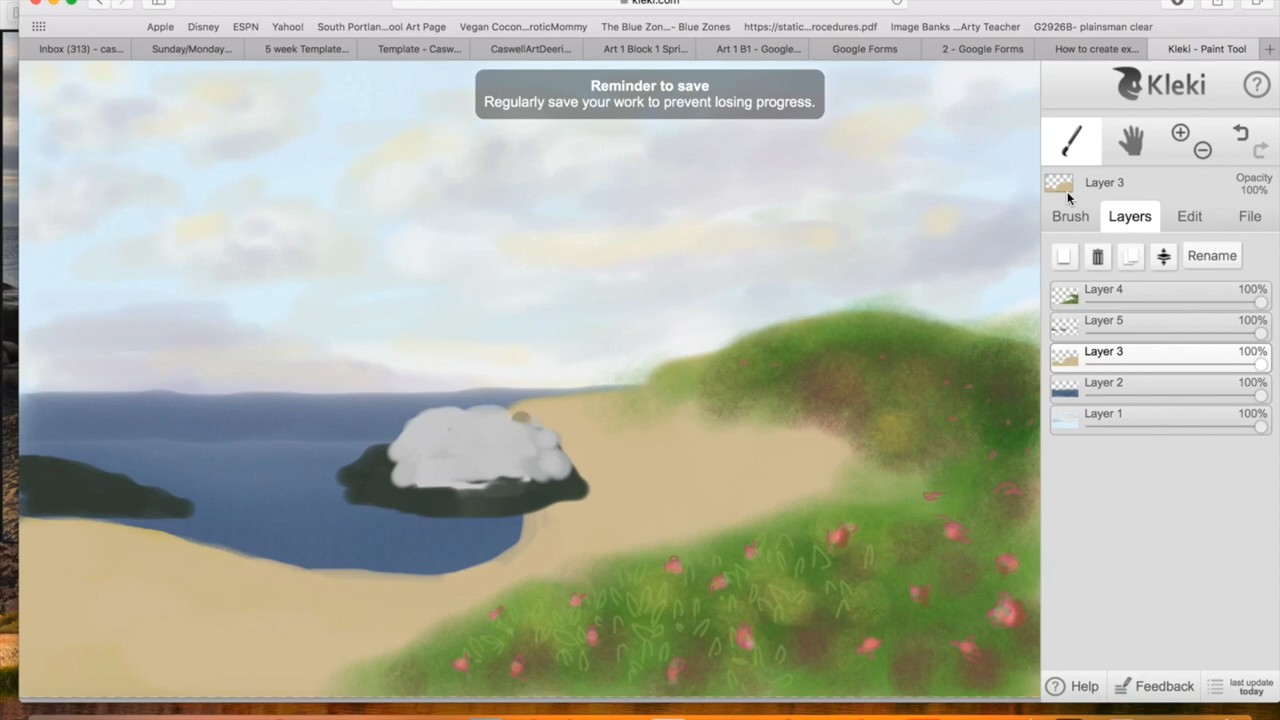 kleki.com
Apple Disney ESPN Yahoo! South Portlan...ool Art Page Vegan Cocon...roticMommy The Blue Zon...- Blue Zones https://static...rocedures.pdf Image Banks ...Arty Teacher G2926B- plainsman clay
Inbox (313) - cas... Sunday/Monday... 5 week Template... Template - Casw... CaswellArtDeeri... Art 1 Block 1 Spri... Art 1 B1 - Google... Google Forms 2 - Google Forms How to create ex... Kleki - Paint Tool
Reminder to save
Regularly save your work to prevent losing progress.
Kleki
Layer 3
Opacity
100%
Brush Layers Edit File
Rename
Layer 4 100%
Layer 5 100%
Layer 3 100%
Layer 2 100%
Layer 1 100%
Help Feedback last update
today